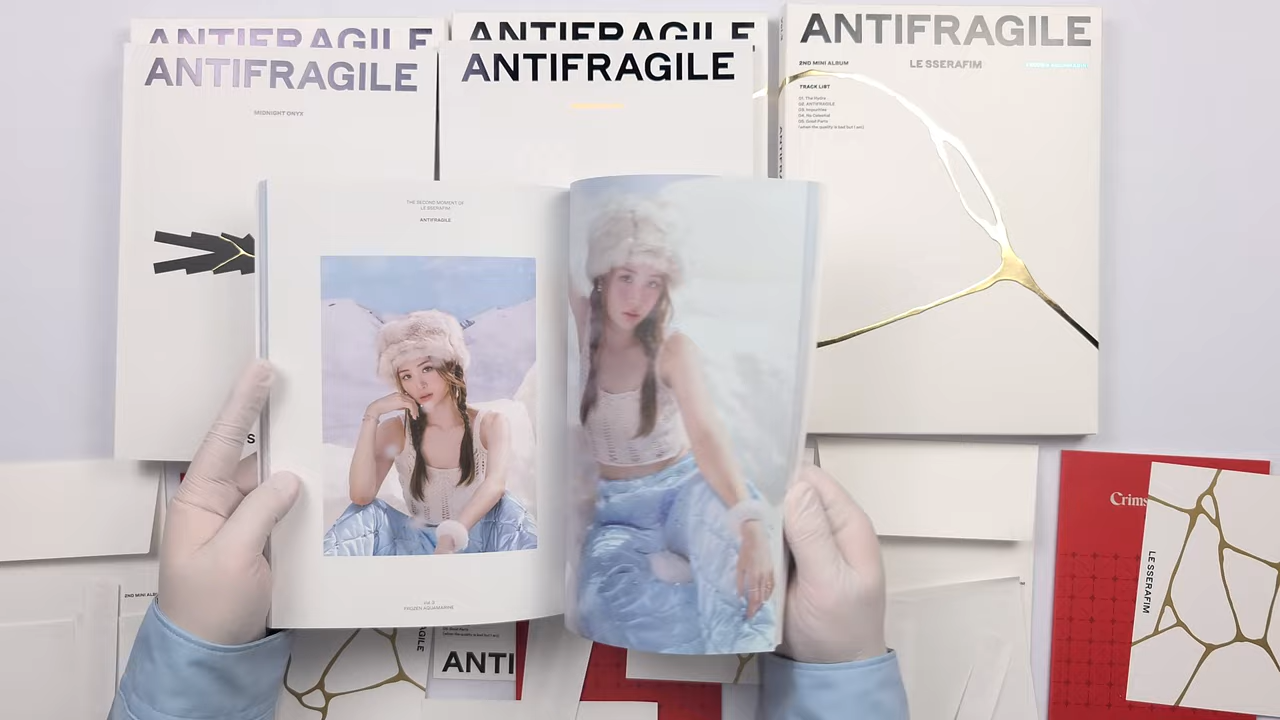 ANTIFRAGILE
ANTIFRAGILE
MIDNIGHT ONYX
ANTIFRAGILE
ANTIFRAGILE
ANTIFRAGILE
2ND MINI ALBUM
LE SSERAFIM
TRACK LIST
01. The Hydra
02. ANTIFRAGILE
03. Impurities
04. No Celestial
05. Good Parts
(when the quality is bad but I am)
THE SECOND MOMENT OF
LE SSERAFIM
ANTIFRAGILE
FROZEN AQUAMARINE
S
Crims
LE SSERAFIM
2ND MINI
ANTI